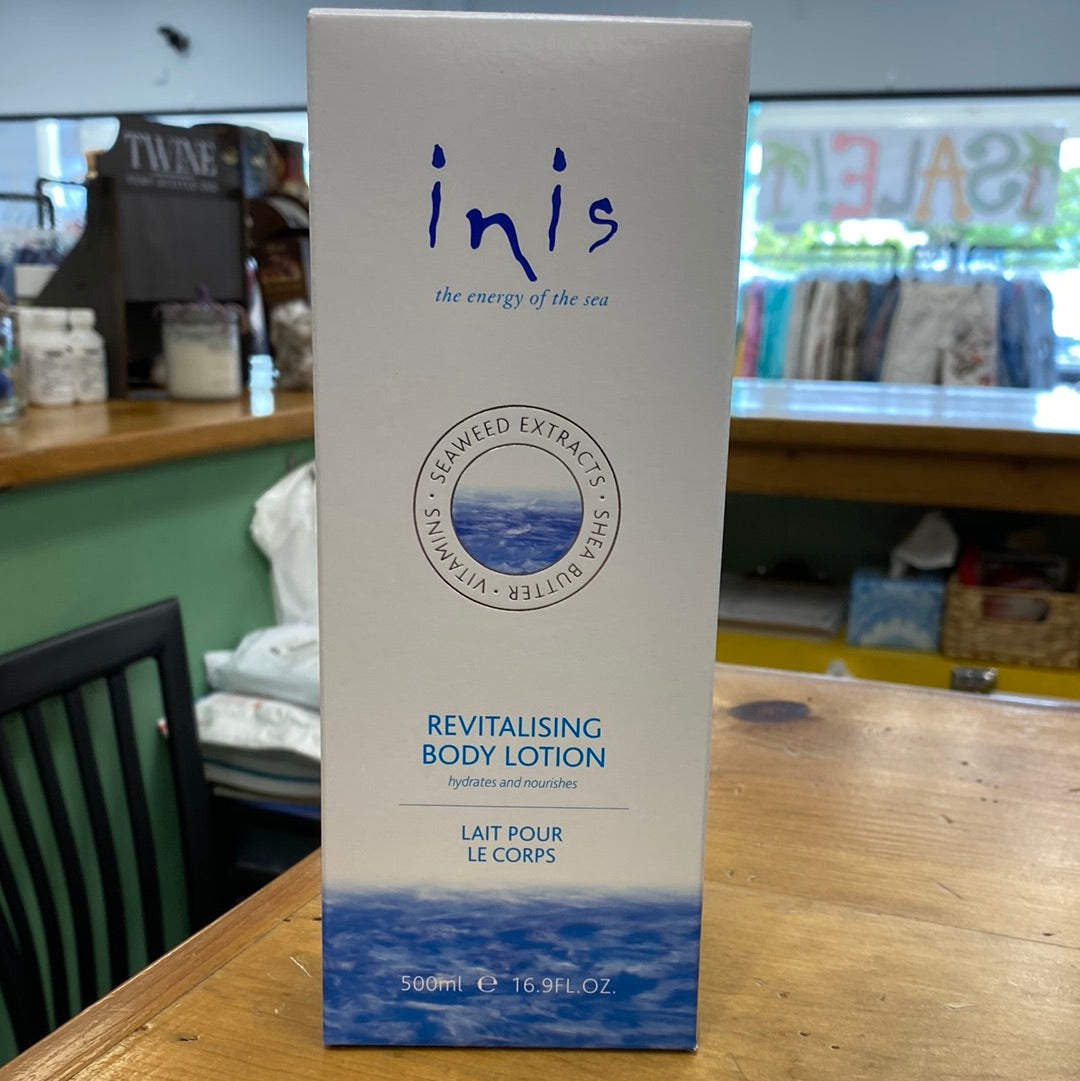 inis
the energy of the sea
SEAWEED EXTRACTS · SHEA BUTTER · VITAMINS ·
REVITALISING
BODY LOTION
hydrates and nourishes
LAIT POUR
LE CORPS
500ml ℮ 16.9FL.OZ.
TWINE
SALE!